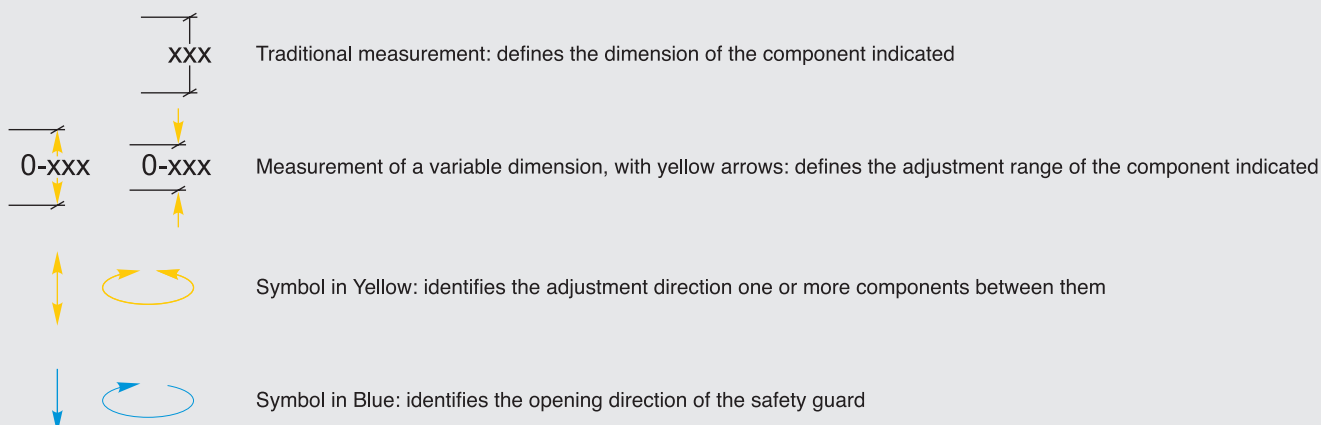 xxx
Traditional measurement: defines the dimension of the component indicated
0-xxx 0-xxx
Measurement of a variable dimension, with yellow arrows: defines the adjustment range of the component indicated
Symbol in Yellow: identifies the adjustment direction one or more components between them
Symbol in Blue: identifies the opening direction of the safety guard